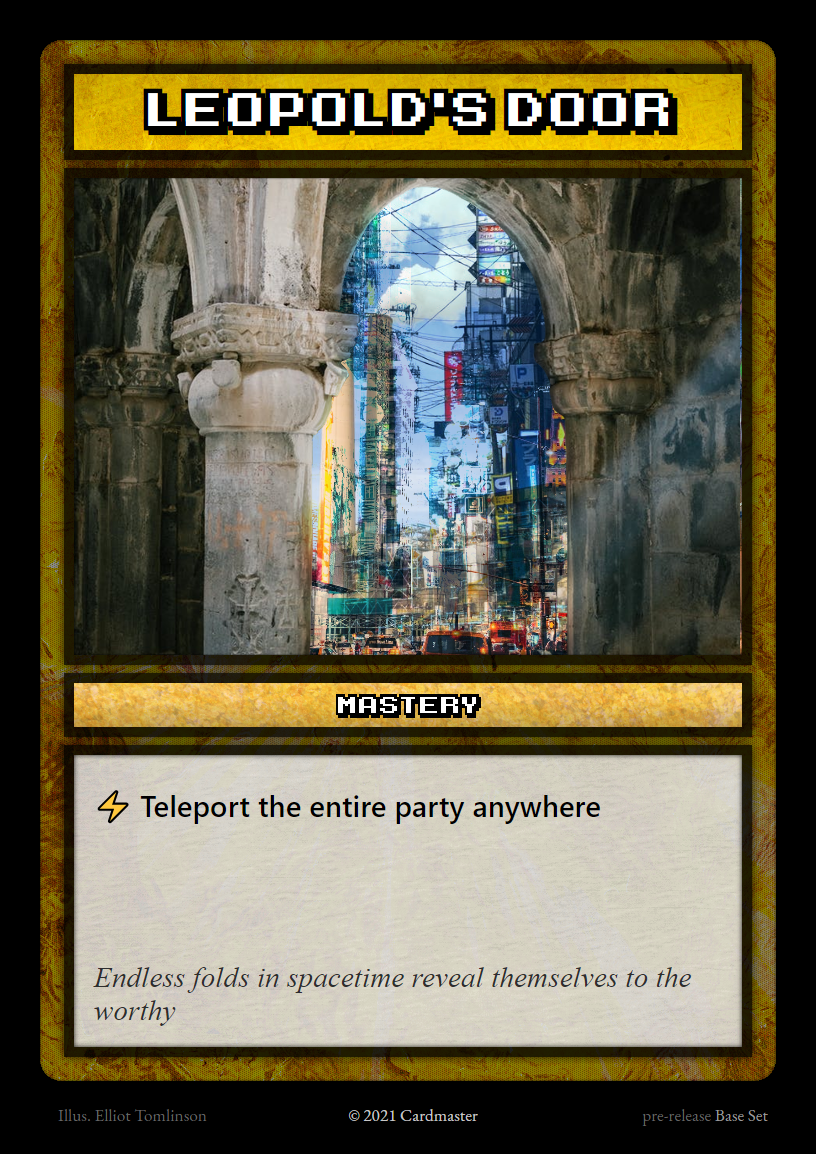 LEOPOLD'S DOOR
P
P
MASTERY
⚡ Teleport the entire party anywhere
Endless folds in spacetime reveal themselves to the
worthy
Illus. Elliot Tomlinson © 2021 Cardmaster pre-release Base Set